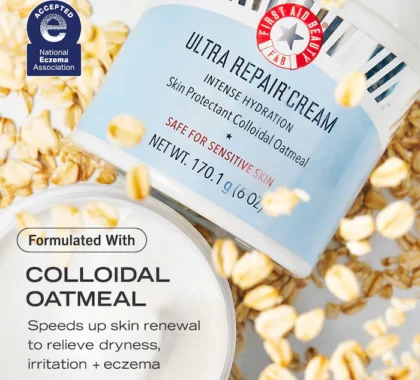 ACCEPTED
National
Eczema
Association
FIRST AID BEAUTY
FAB
ULTRA REPAIR® CREAM
INTENSE HYDRATION
Skin Protectant Colloidal Oatmeal
SAFE FOR SENSITIVE SKIN
NET WT. 170.1 g (6 OZ)
Formulated With
COLLOIDAL
OATMEAL
Speeds up skin renewal
to relieve dryness,
irritation + eczema